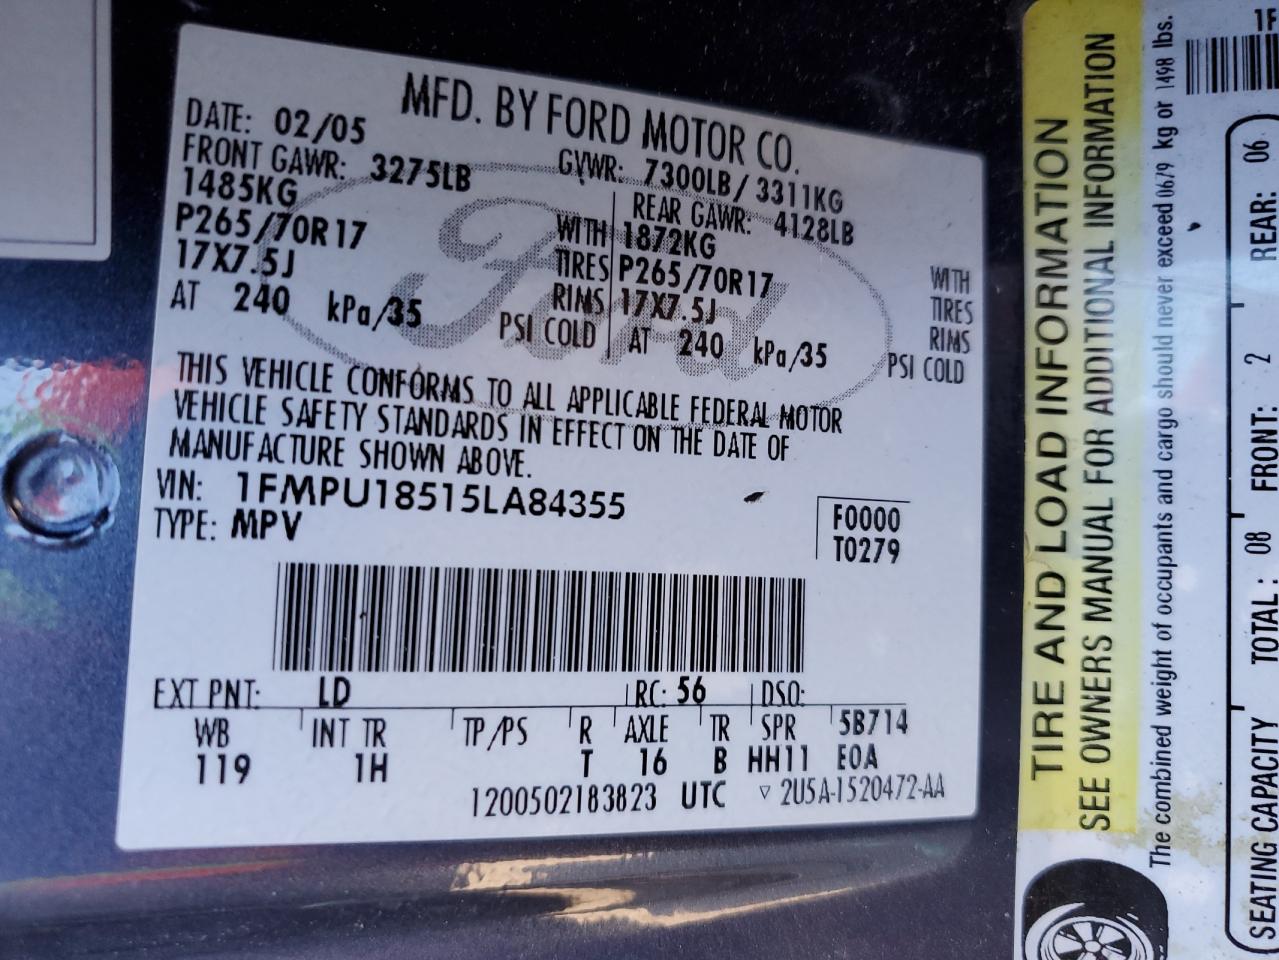 MFD. BY FORD MOTOR CO.
DATE: 02/05
GVWR: 7300LB/3311KG
FRONT GAWR: 3275LB
REAR GAWR: 4128LB
1485KG WITH
1872KG WITH
P265/70R17 TIRES
P265/70R17 TIRES
17X7.5J RIMS
17X7.5J RIMS
AT 240 kPa/35 PSI COLD
AT 240 kPa/35 PSI COLD
Ford
THIS VEHICLE CONFORMS TO ALL APPLICABLE FEDERAL MOTOR
VEHICLE SAFETY STANDARDS IN EFFECT ON THE DATE OF
MANUFACTURE SHOWN ABOVE.
VIN: 1FMPU18515LA84355
TYPE: MPV
F0000
T0279
EXT PNT: LD RC: 56 DSO:
WB INT TR TP/PS R AXLE TR SPR 5B714
119 1H T 16 B HH11 EOA
1200502183823 UTC ▽ 2U5A-1520472-AA
TIRE AND LOAD INFORMATION
SEE OWNERS MANUAL FOR ADDITIONAL INFORMATION
The combined weight of occupants and cargo should never exceed 0679 kg or 1498 lbs.
1F
SEATING CAPACITY TOTAL: 08 FRONT: 2 REAR: 06